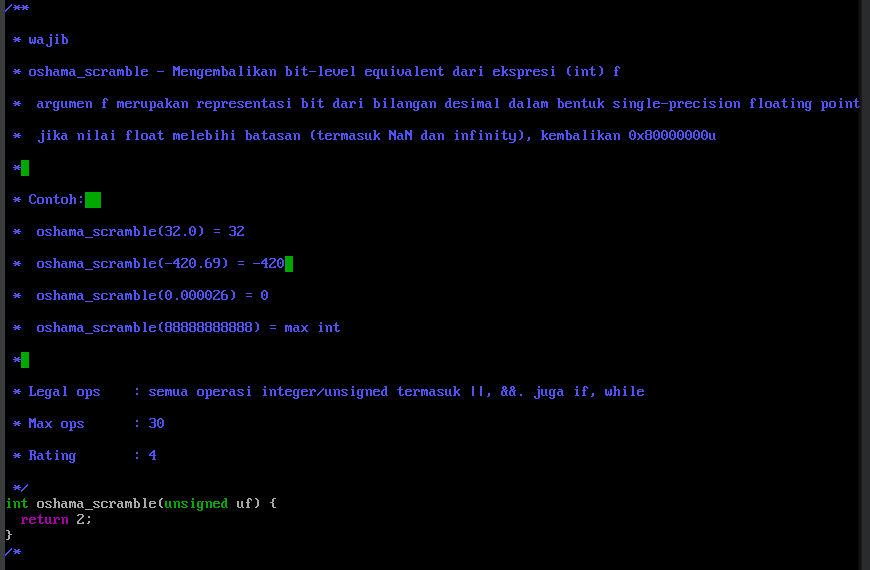 /**
* wajib
* oshama_scramble - Mengembalikan bit-level equivalent dari ekspresi (int) f
*  argumen f merupakan representasi bit dari bilangan desimal dalam bentuk single-precision floating point
*  jika nilai float melebihi batasan (termasuk NaN dan infinity), kembalikan 0x80000000u
*
* Contoh:
*  oshama_scramble(32.0) = 32
*  oshama_scramble(-420.69) = -420
*  oshama_scramble(0.000026) = 0
*  oshama_scramble(88888888888) = max int
*
* Legal ops    : semua operasi integer/unsigned termasuk ||, &&. juga if, while
* Max ops      : 30
* Rating       : 4
*/
int oshama_scramble(unsigned uf) {
  return 2;
}
/*